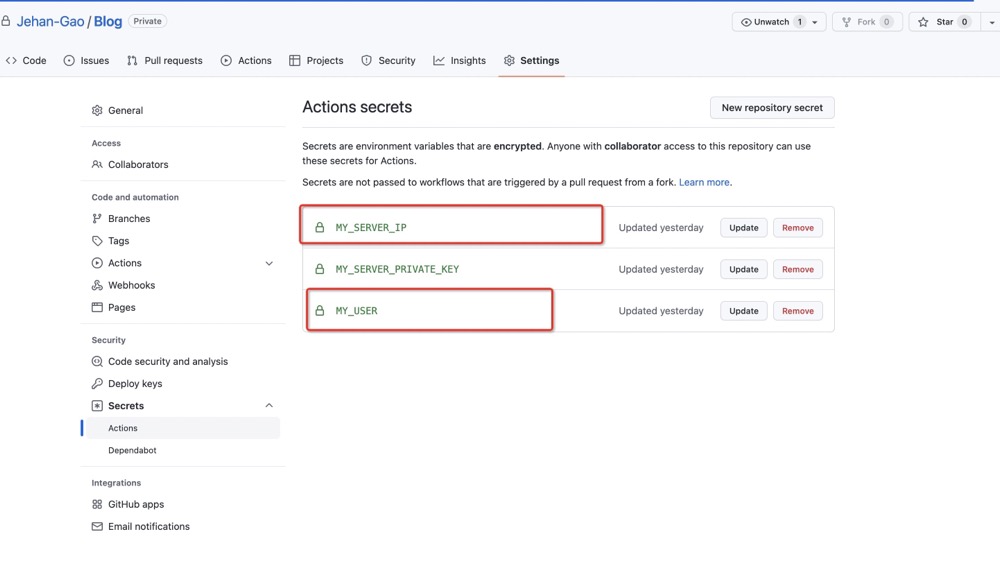 Jehan-Gao / Blog Private
Unwatch 1
Fork 0
Star 0
Code
Issues
Pull requests
Actions
Projects
Security
Insights
Settings
General
Access
Collaborators
Code and automation
Branches
Tags
Actions
Webhooks
Pages
Security
Code security and analysis
Deploy keys
Secrets
Actions
Dependabot
Integrations
GitHub apps
Email notifications
Actions secrets
New repository secret
Secrets are environment variables that are encrypted. Anyone with collaborator access to this repository can use
these secrets for Actions.
Secrets are not passed to workflows that are triggered by a pull request from a fork. Learn more.
MY_SERVER_IP Updated yesterday Update Remove
MY_SERVER_PRIVATE_KEY Updated yesterday Update Remove
MY_USER Updated yesterday Update Remove